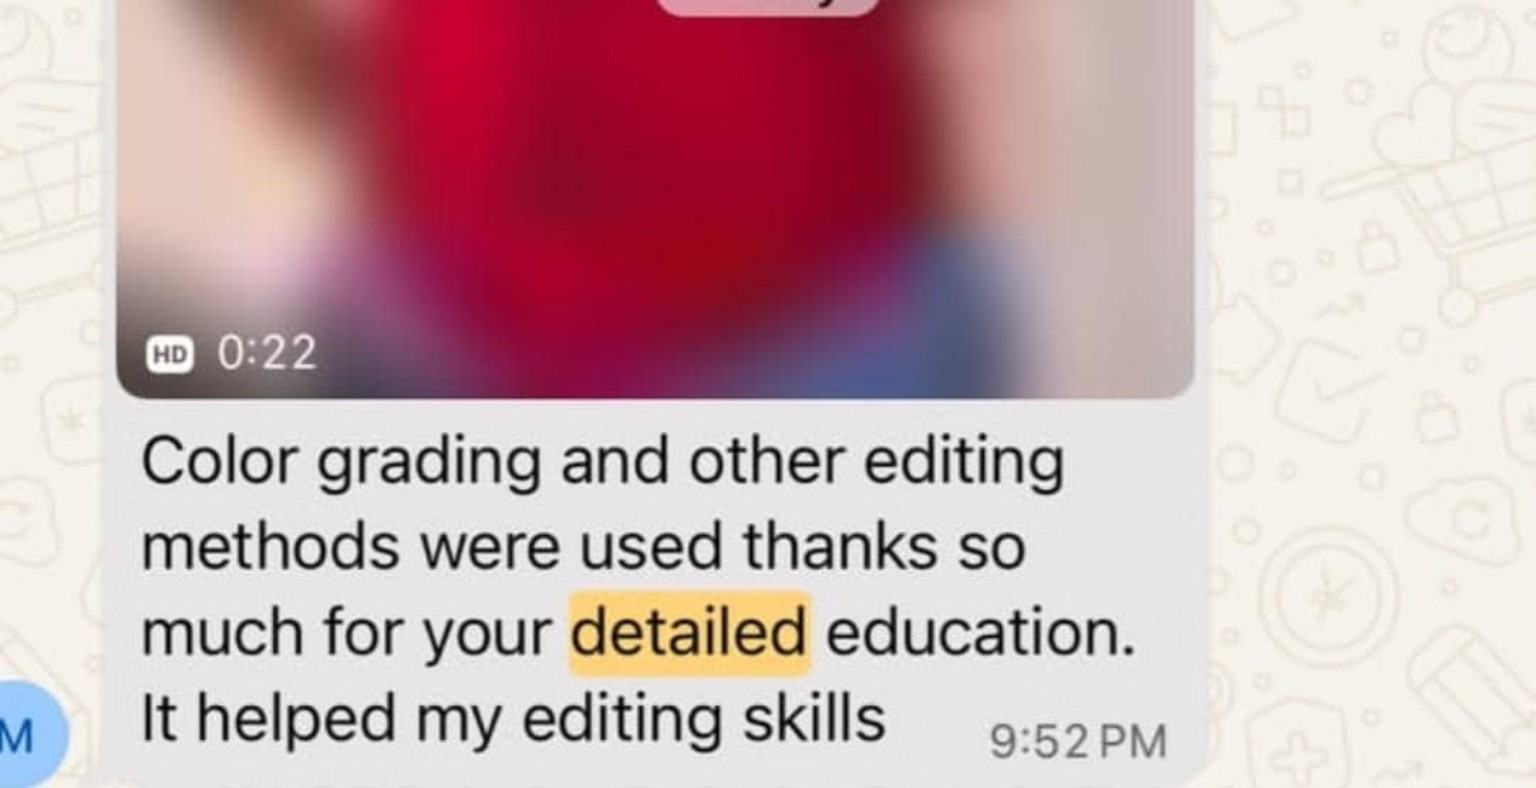 HD 0:22
Color grading and other editing
methods were used thanks so
much for your detailed education.
It helped my editing skills
9:52 PM
M